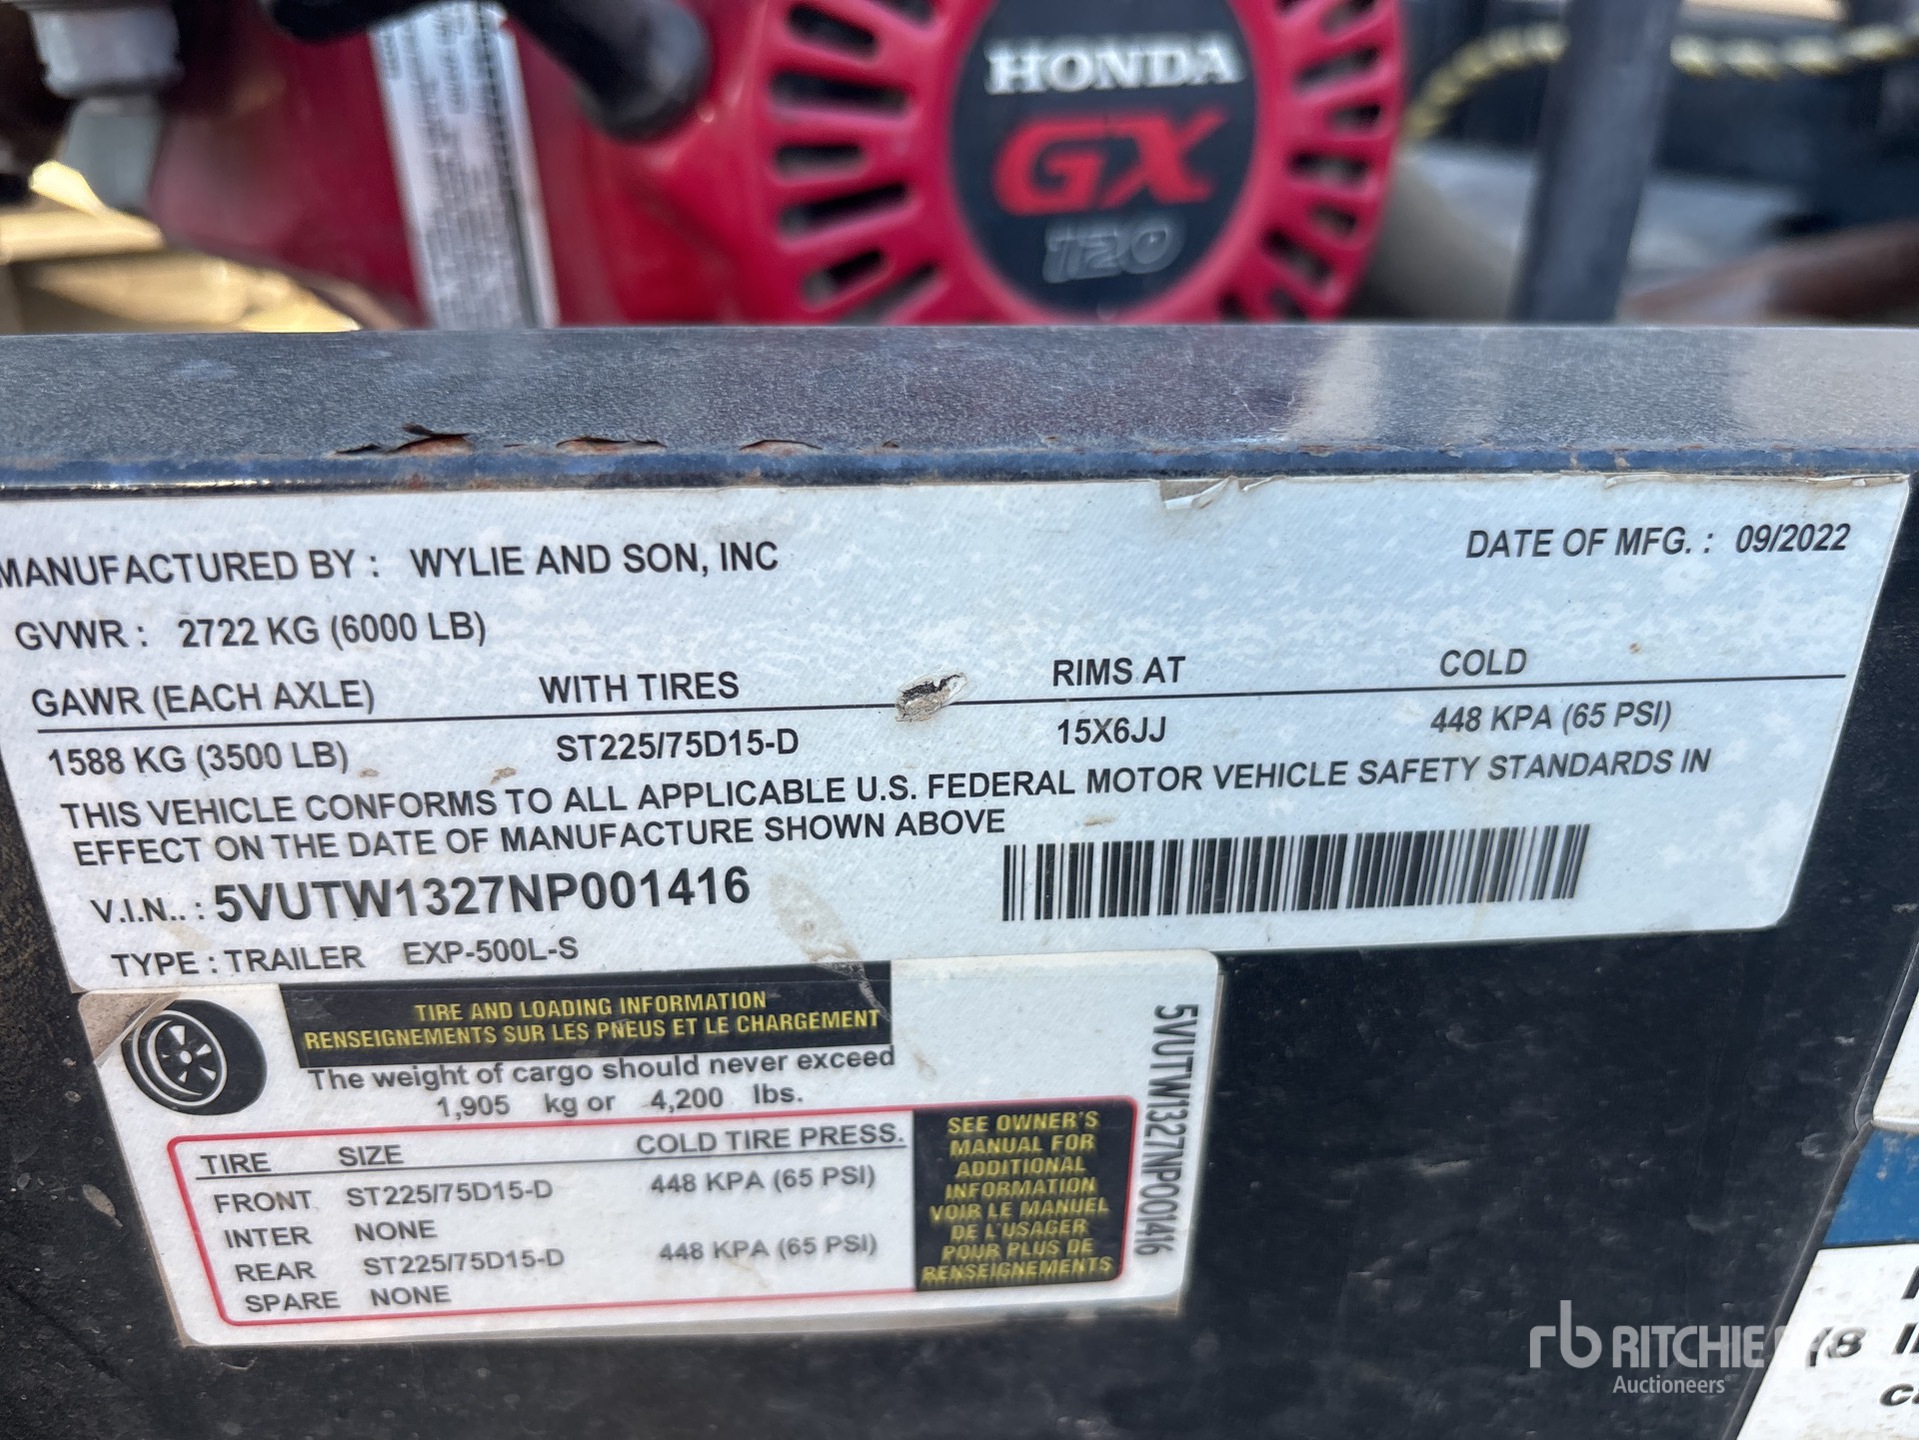 HONDA
GX
120
MANUFACTURED BY : WYLIE AND SON, INC
DATE OF MFG. : 09/2022
GVWR : 2722 KG (6000 LB)
GAWR (EACH AXLE) WITH TIRES RIMS AT COLD
1588 KG (3500 LB) ST225/75D15-D 15X6JJ 448 KPA (65 PSI)
THIS VEHICLE CONFORMS TO ALL APPLICABLE U.S. FEDERAL MOTOR VEHICLE SAFETY STANDARDS IN
EFFECT ON THE DATE OF MANUFACTURE SHOWN ABOVE
V.I.N.. : 5VUTW1327NP001416
TYPE : TRAILER EXP-500L-S
TIRE AND LOADING INFORMATION
RENSEIGNEMENTS SUR LES PNEUS ET LE CHARGEMENT
The weight of cargo should never exceed
1,905 kg or 4,200 lbs.
TIRE SIZE COLD TIRE PRESS.
FRONT ST225/75D15-D 448 KPA (65 PSI)
INTER NONE
REAR ST225/75D15-D 448 KPA (65 PSI)
SPARE NONE
SEE OWNER'S
MANUAL FOR
ADDITIONAL
INFORMATION
VOIR LE MANUEL
DE L'USAGER
POUR PLUS DE
RENSEIGNEMENTS
5VUTW1327NP001416
rb RITCHIE
Auctioneers
(8